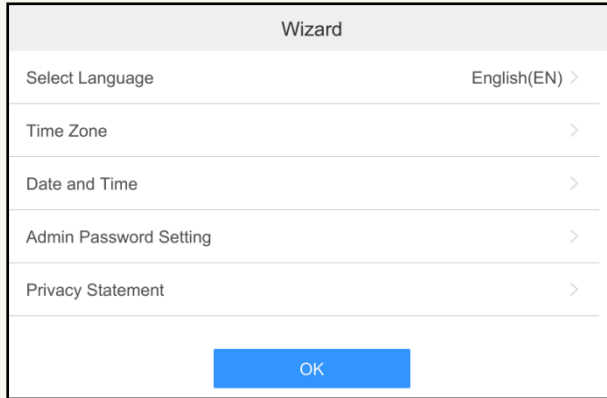 Wizard
Select Language English(EN)
Time Zone
Date and Time
Admin Password Setting
Privacy Statement
OK